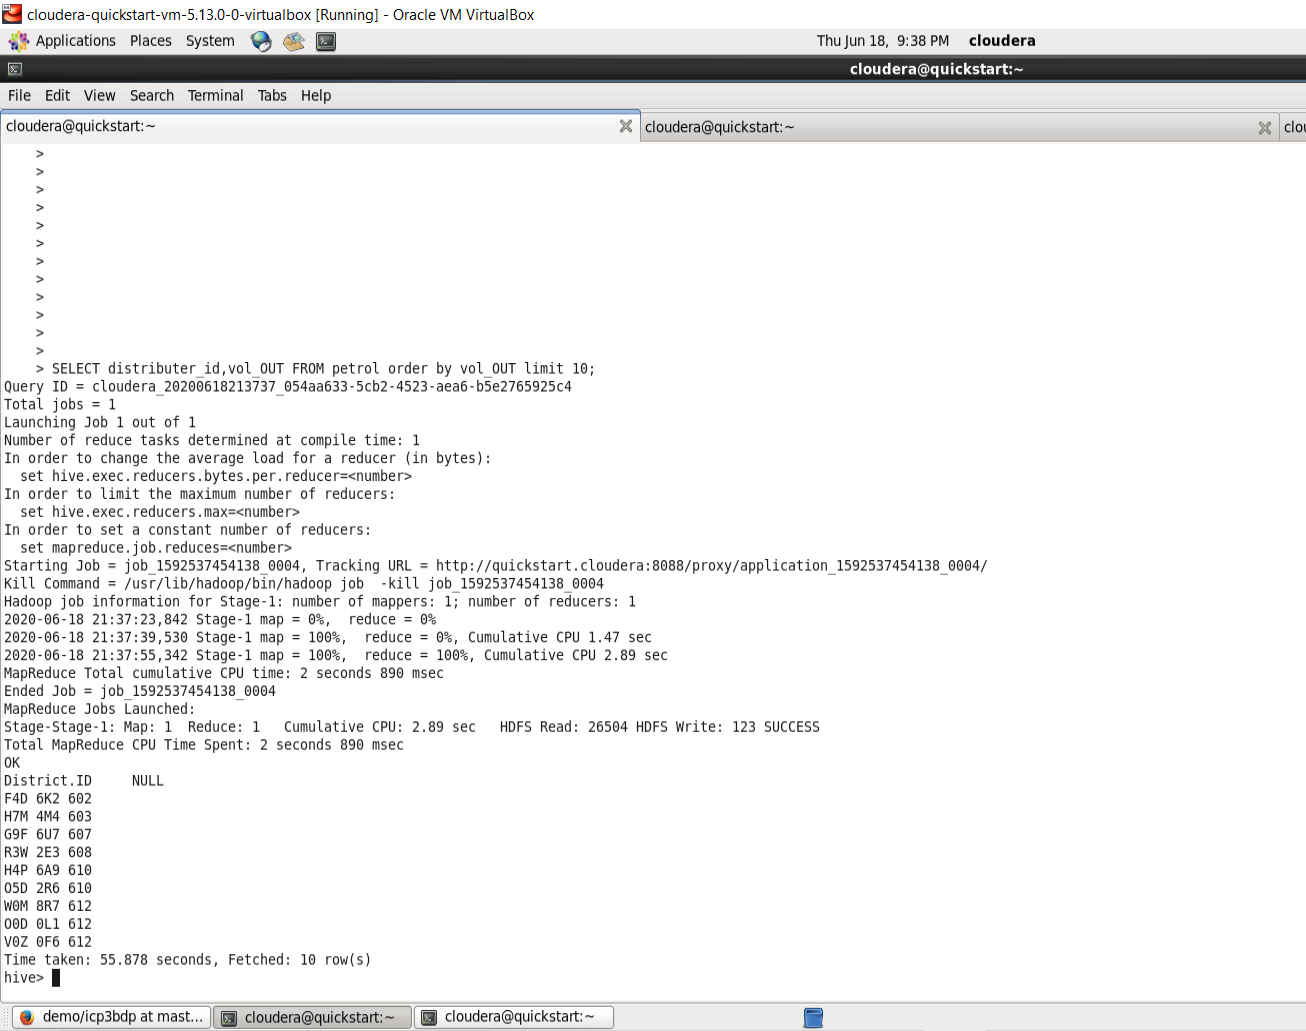 cloudera-quickstart-vm-5.13.0-0-virtualbox [Running] - Oracle VM VirtualBox
Applications Places System Thu Jun 18, 9:38 PM cloudera
cloudera@quickstart:~
File Edit View Search Terminal Tabs Help
cloudera@quickstart:~ cloudera@quickstart:~ clou
>
>
>
>
>
>
>
>
>
>
>
>
> SELECT distributer_id,vol_OUT FROM petrol order by vol_OUT limit 10;
Query ID = cloudera_20200618213737_054aa633-5cb2-4523-aea6-b5e2765925c4
Total jobs = 1
Launching Job 1 out of 1
Number of reduce tasks determined at compile time: 1
In order to change the average load for a reducer (in bytes):
set hive.exec.reducers.bytes.per.reducer=<number>
In order to limit the maximum number of reducers:
set hive.exec.reducers.max=<number>
In order to set a constant number of reducers:
set mapreduce.job.reduces=<number>
Starting Job = job_1592537454138_0004, Tracking URL = http://quickstart.cloudera:8088/proxy/application_1592537454138_0004/
Kill Command = /usr/lib/hadoop/bin/hadoop job  -kill job_1592537454138_0004
Hadoop job information for Stage-1: number of mappers: 1; number of reducers: 1
2020-06-18 21:37:23,842 Stage-1 map = 0%,  reduce = 0%
2020-06-18 21:37:39,530 Stage-1 map = 100%,  reduce = 0%, Cumulative CPU 1.47 sec
2020-06-18 21:37:55,342 Stage-1 map = 100%,  reduce = 100%, Cumulative CPU 2.89 sec
MapReduce Total cumulative CPU time: 2 seconds 890 msec
Ended Job = job_1592537454138_0004
MapReduce Jobs Launched:
Stage-Stage-1: Map: 1  Reduce: 1   Cumulative CPU: 2.89 sec   HDFS Read: 26504 HDFS Write: 123 SUCCESS
Total MapReduce CPU Time Spent: 2 seconds 890 msec
OK
District.ID     NULL
F4D 6K2 602
H7M 4M4 603
G9F 6U7 607
R3W 2E3 608
H4P 6A9 610
O5D 2R6 610
W0M 8R7 612
O0D 0L1 612
V0Z 0F6 612
Time taken: 55.878 seconds, Fetched: 10 row(s)
hive>
demo/icp3bdp at mast... cloudera@quickstart:~ cloudera@quickstart:~